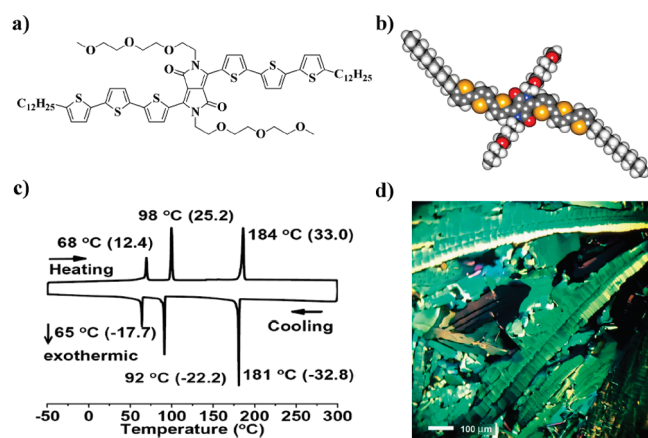 a)
b)
O
O
O
O
O
O
N
O
S
S
S
C12H25
C12H25
S
S
S
O
N
O
O
O
c)
d)
98 °C (25.2)
184 °C (33.0)
68 °C (12.4)
Heating
65 °C (-17.7)
Cooling
exothermic
92 °C (-22.2)
181 °C (-32.8)
-50 0 50 100 150 200 250 300
Temperature (°C)
100 µm